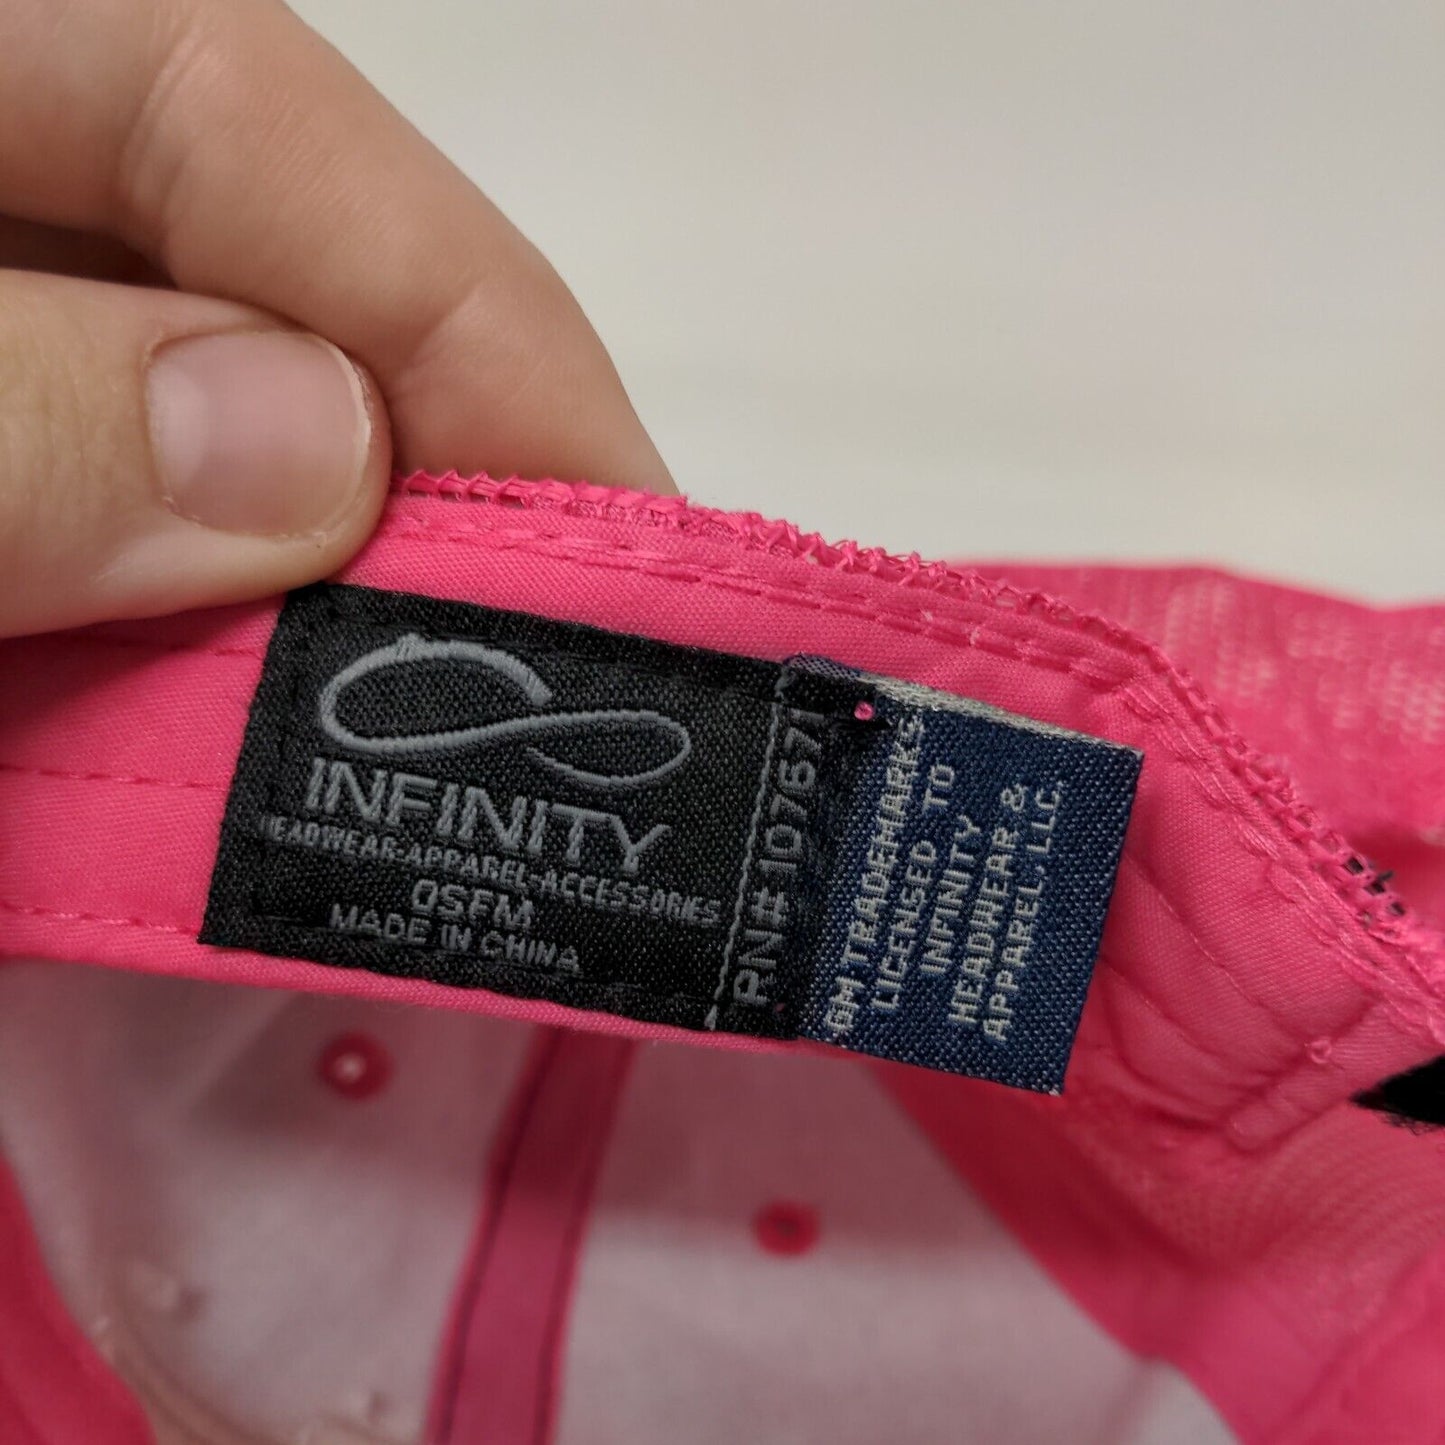 INFINITY
HEADWEAR-APPAREL-ACCESSORIES
OSFM
MADE IN CHINA
RN# 107671
GM TRADEMARKS
LICENSED TO
INFINITY
HEADWEAR &
APPAREL, LLC.